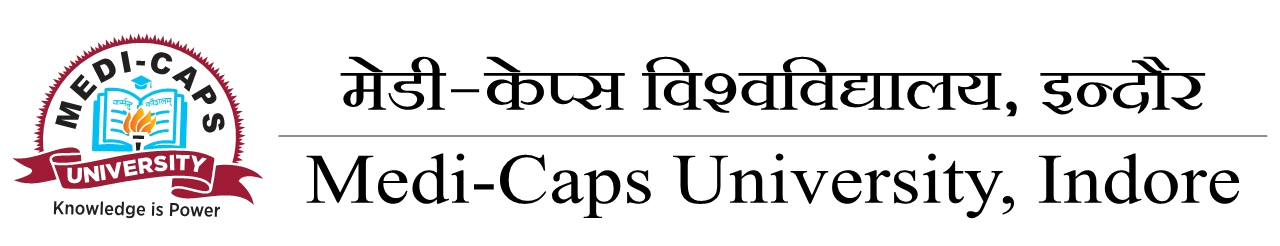 MEDI-CAPS
UNIVERSITY
Knowledge is Power
मेडी-केप्स विश्वविद्यालय, इन्दौर
Medi-Caps University, Indore